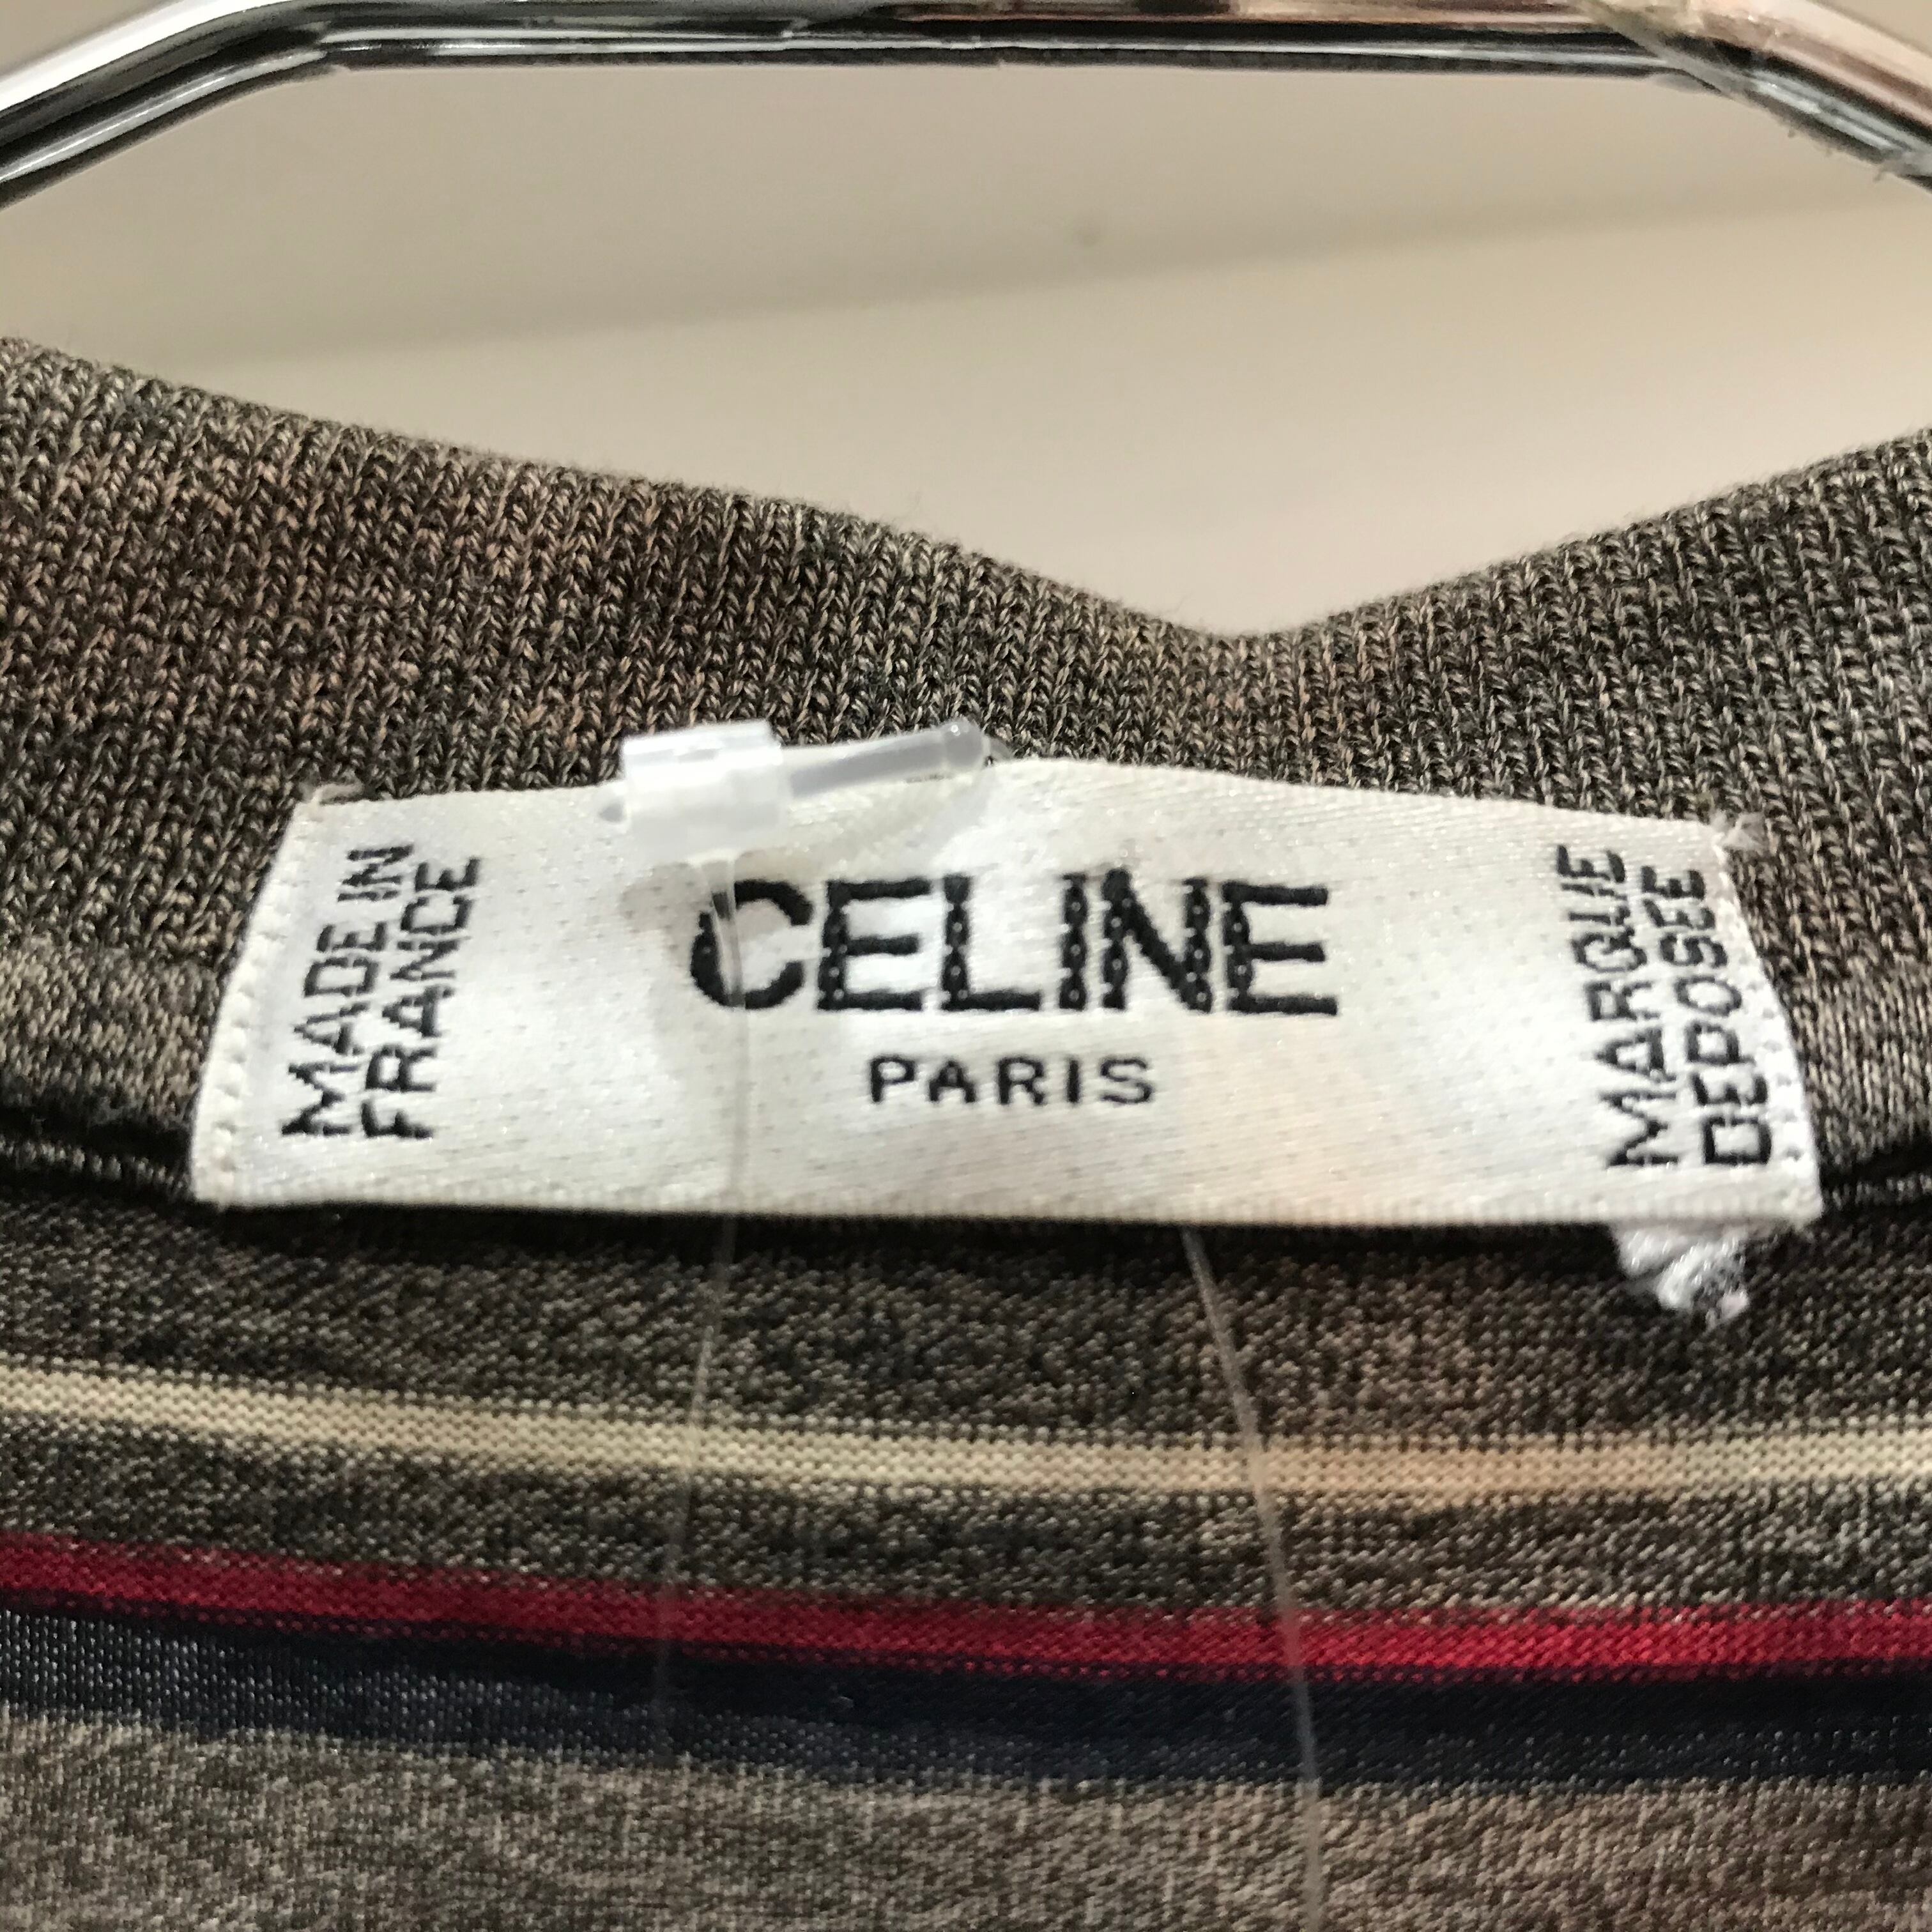 MADE IN
FRANCE
CELINE
PARIS
MARQUE
DEPOSEE